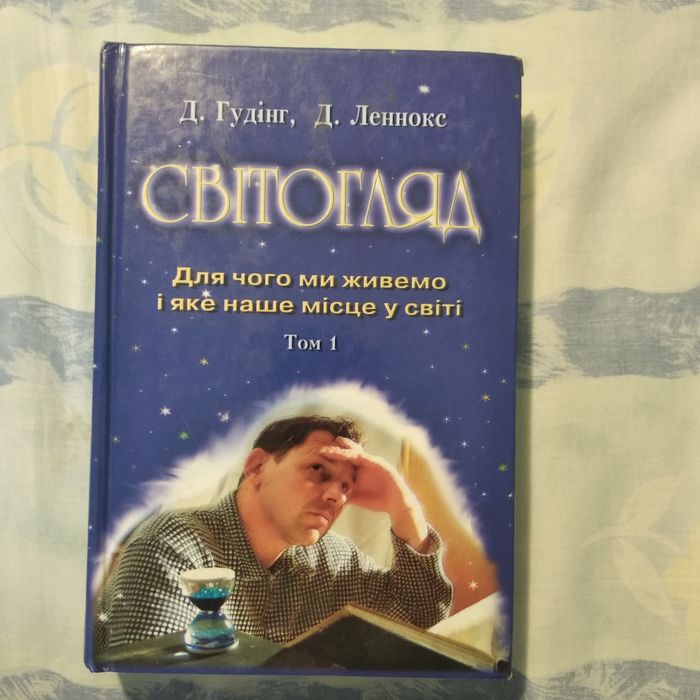 Д. Гудінг, Д. Леннокс
СВІТОГЛЯД
Для чого ми живемо
і яке наше місце у світі
Том 1